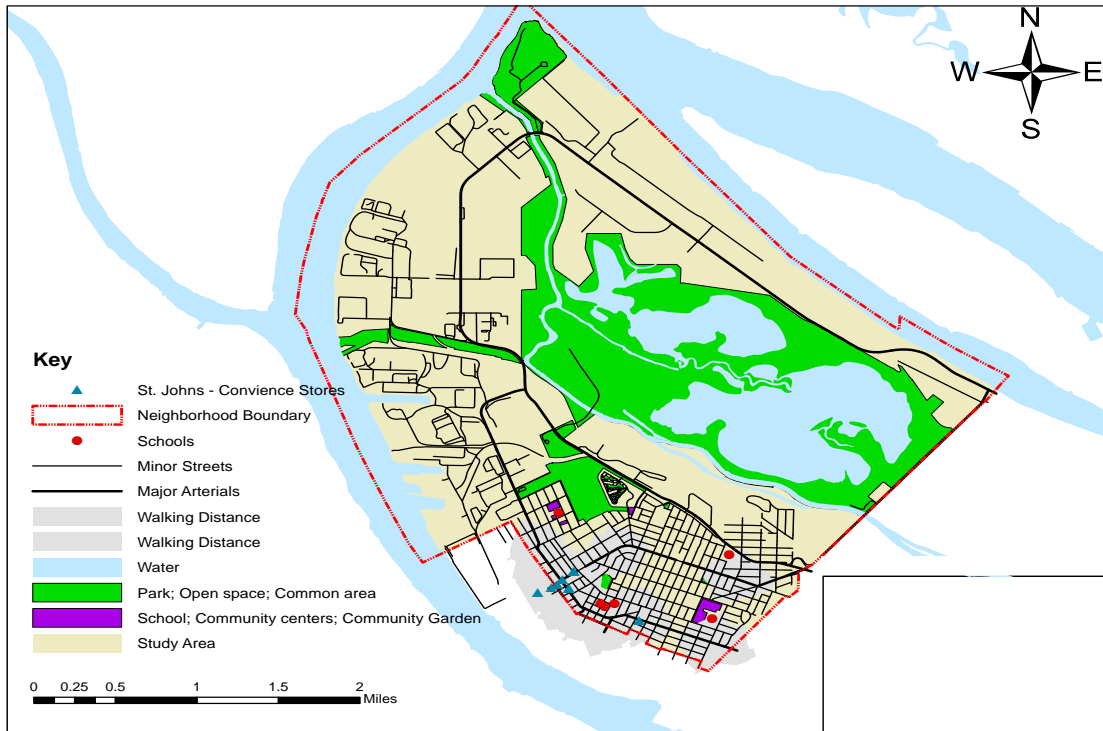 N
W E
S
Key
St. Johns - Convience Stores
Neighborhood Boundary
Schools
Minor Streets
Major Arterials
Walking Distance
Walking Distance
Water
Park; Open space; Common area
School; Community centers; Community Garden
Study Area
0 0.25 0.5 1 1.5 2
Miles